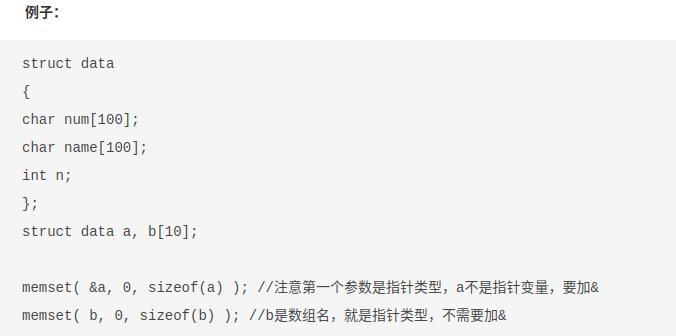 例子：
struct data
{
char num[100];
char name[100];
int n;
};
struct data a, b[10];
memset( &a, 0, sizeof(a) ); //注意第一个参数是指针类型，a不是指针变量，要加&
memset( b, 0, sizeof(b) ); //b是数组名，就是指针类型，不需要加&